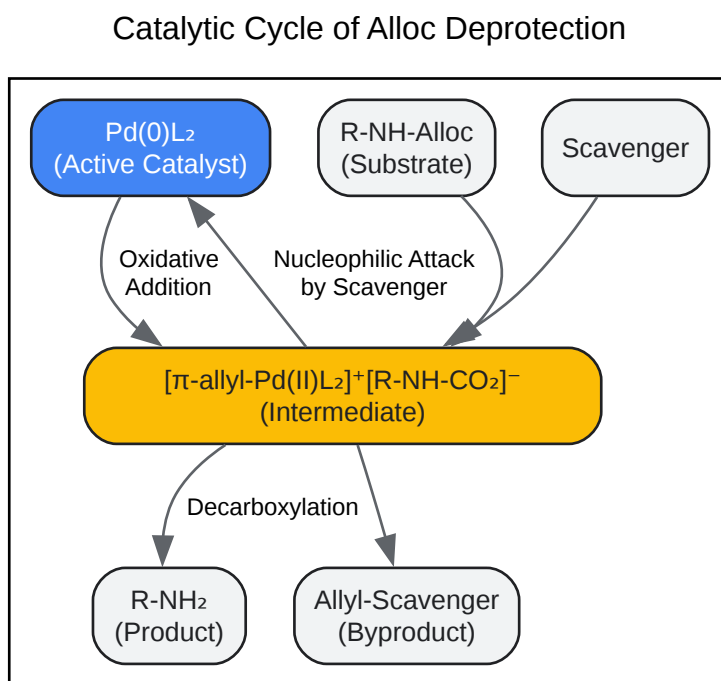 Catalytic Cycle of Alloc Deprotection
Pd(0)L₂
(Active Catalyst)
R-NH-Alloc
(Substrate)
Scavenger
Oxidative
Addition
Nucleophilic Attack
by Scavenger
[π-allyl-Pd(II)L₂]⁺[R-NH-CO₂]⁻
(Intermediate)
Decarboxylation
R-NH₂
(Product)
Allyl-Scavenger
(Byproduct)